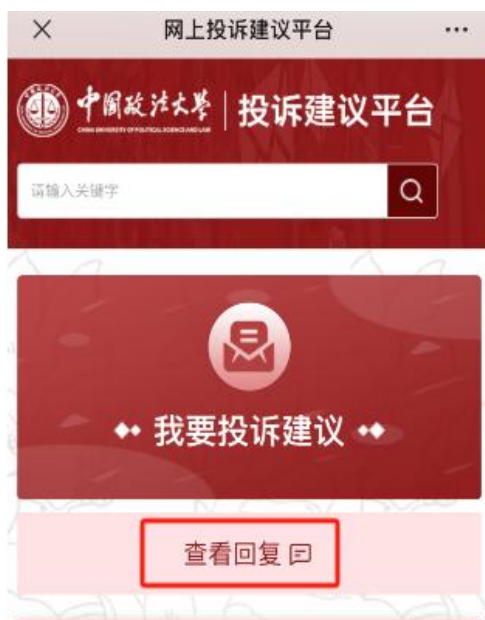 网上投诉建议平台
中国政法大学
CHINA UNIVERSITY OF POLITICAL SCIENCE AND LAW
投诉建议平台
请输入关键字
我要投诉建议
查看回复